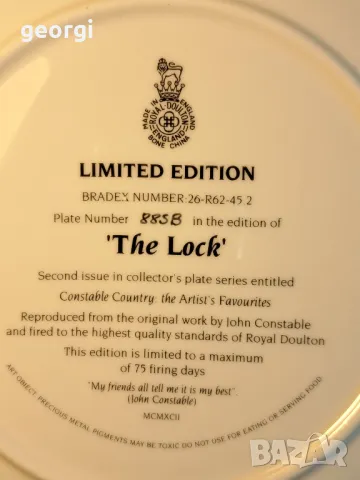 georgi
MADE IN ENGLAND
ROYAL DOULTON
ENGLAND
BONE CHINA
LIMITED EDITION
BRADEX NUMBER:26-R62-45.2
Plate Number 885B in the edition of
'The Lock'
Second issue in collector's plate series entitled
Constable Country: the Artist's Favourites
Reproduced from the original work by John Constable
and fired to the highest quality standards of Royal Doulton
This edition is limited to a maximum
of 75 firing days
"My friends all tell me it is my best".
(John Constable)
MCMXCII
ART OBJECT. PRECIOUS METAL PIGMENTS MAY BE TOXIC DO NOT USE FOR EATING OR SERVING FOOD
BAZAR